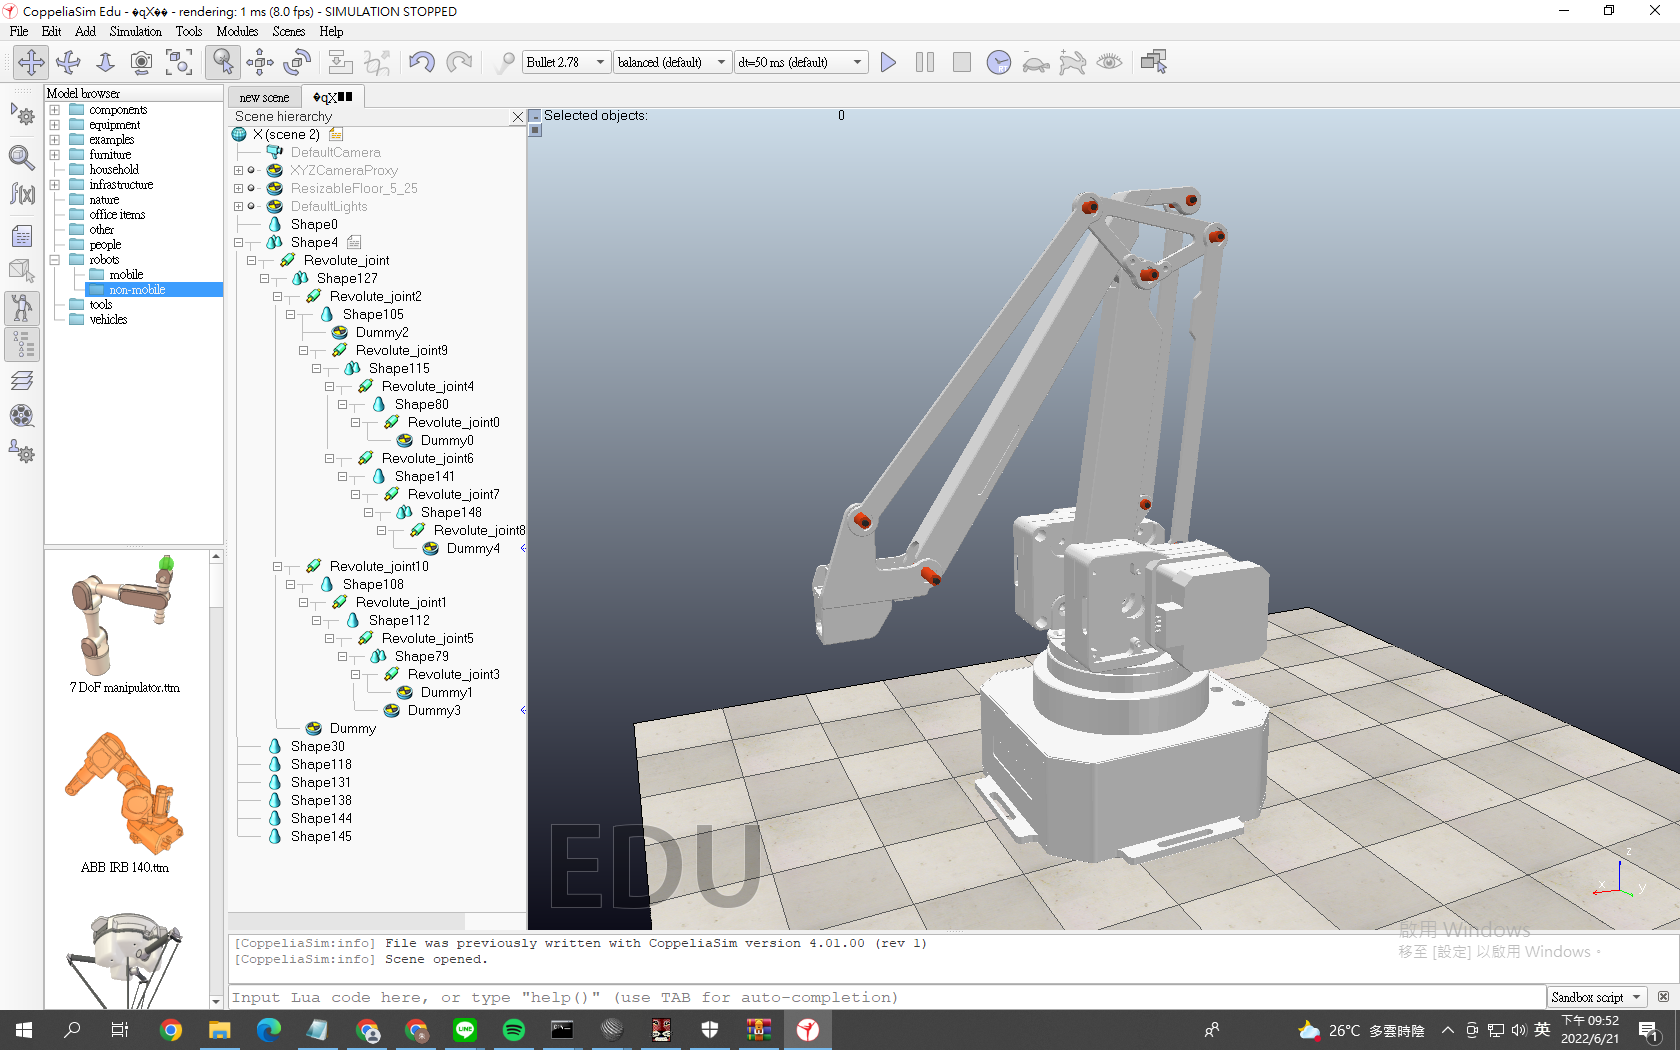 CoppeliaSim Edu - �qX�� - rendering: 1 ms (8.0 fps) - SIMULATION STOPPED
File Edit Add Simulation Tools Modules Scenes Help
Bullet 2.78 balanced (default) dt=50 ms (default)
Model browser
components
equipment
examples
furniture
household
infrastructure
nature
office items
other
people
robots
mobile
non-mobile
tools
vehicles
7 DoF manipulator.ttm
ABB IRB 140.ttm
new scene �qX
Scene hierarchy
X (scene 2)
DefaultCamera
XYZCameraProxy
ResizableFloor_5_25
DefaultLights
Shape0
Shape4
Revolute_joint
Shape127
Revolute_joint2
Shape105
Dummy2
Revolute_joint9
Shape115
Revolute_joint4
Shape80
Revolute_joint0
Dummy0
Revolute_joint6
Shape141
Revolute_joint7
Shape148
Revolute_joint8
Dummy4
Revolute_joint10
Shape108
Revolute_joint1
Shape112
Revolute_joint5
Shape79
Revolute_joint3
Dummy1
Dummy3
Dummy
Shape30
Shape118
Shape131
Shape138
Shape144
Shape145
Selected objects: 0
EDU
z
x
y
啟用 Windows
移至 [設定] 以啟用 Windows。
[CoppeliaSim:info] File was previously written with CoppeliaSim version 4.01.00 (rev 1)
[CoppeliaSim:info] Scene opened.
Input Lua code here, or type "help()" (use TAB for auto-completion)
Sandbox script
LINE
26°C 多雲時陰
英
下午 09:52
2022/6/21
1